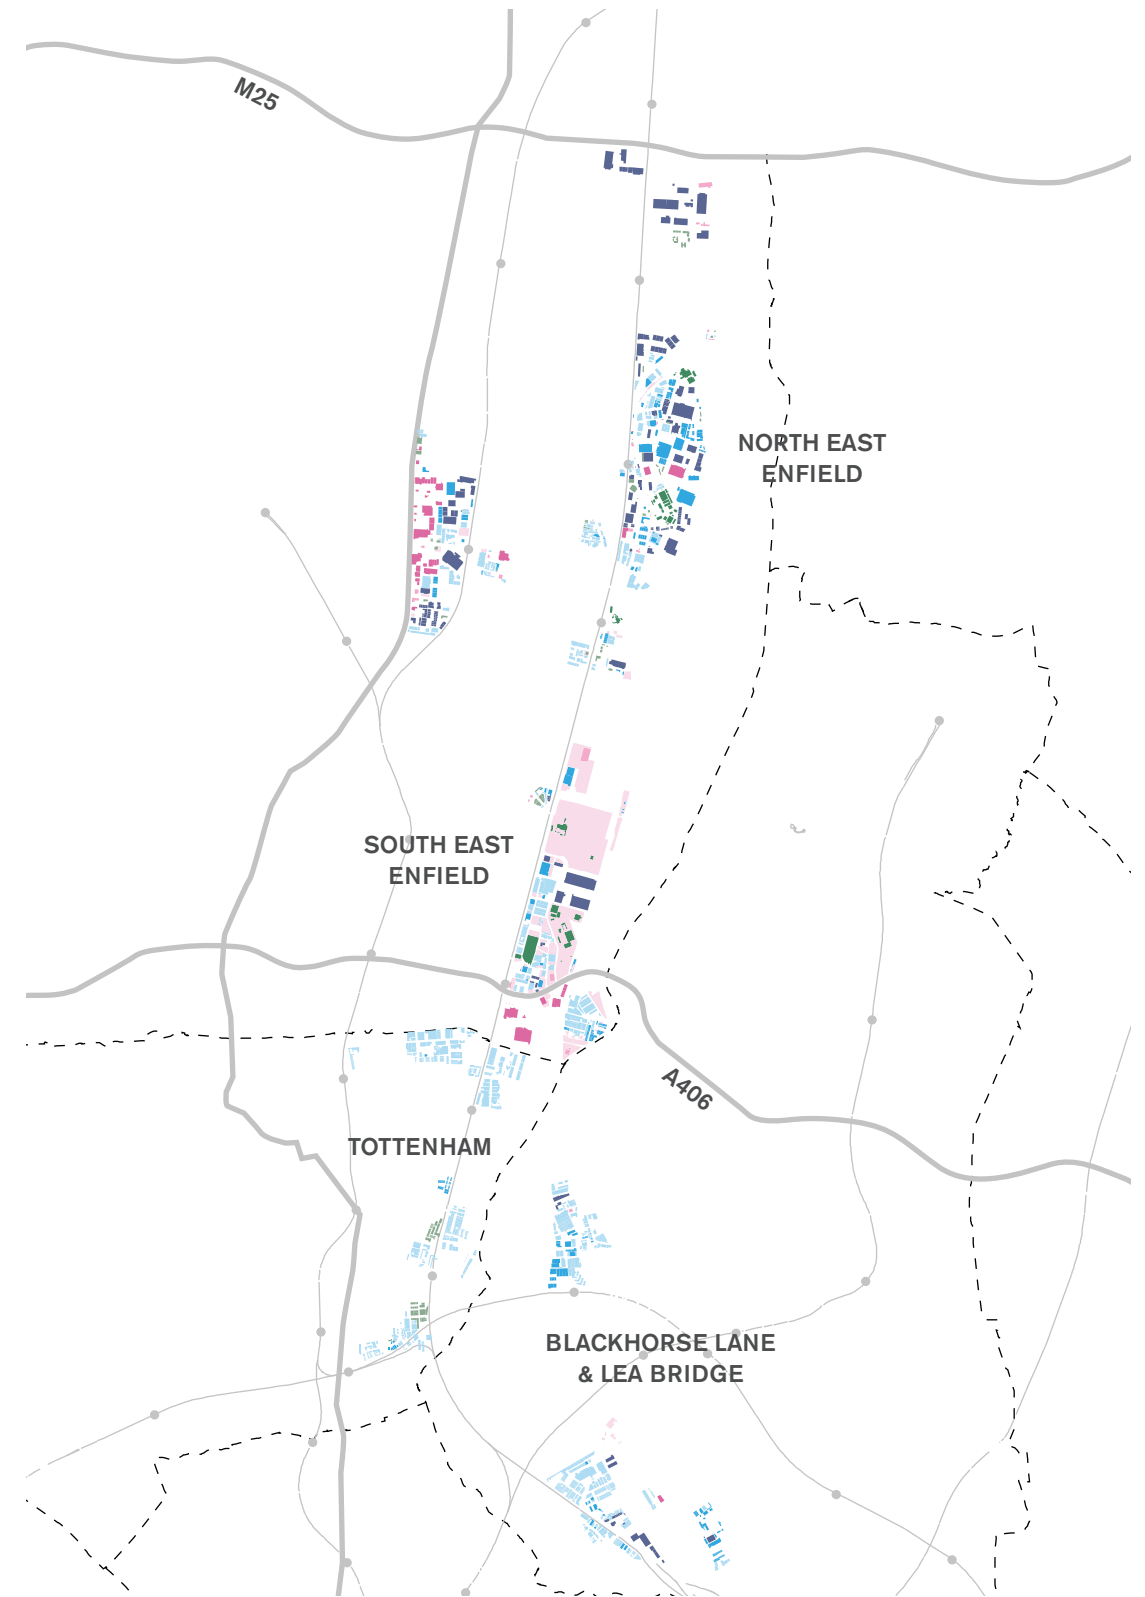 M25
NORTH EAST
ENFIELD
SOUTH EAST
ENFIELD
A406
TOTTENHAM
BLACKHORSE LANE
& LEA BRIDGE